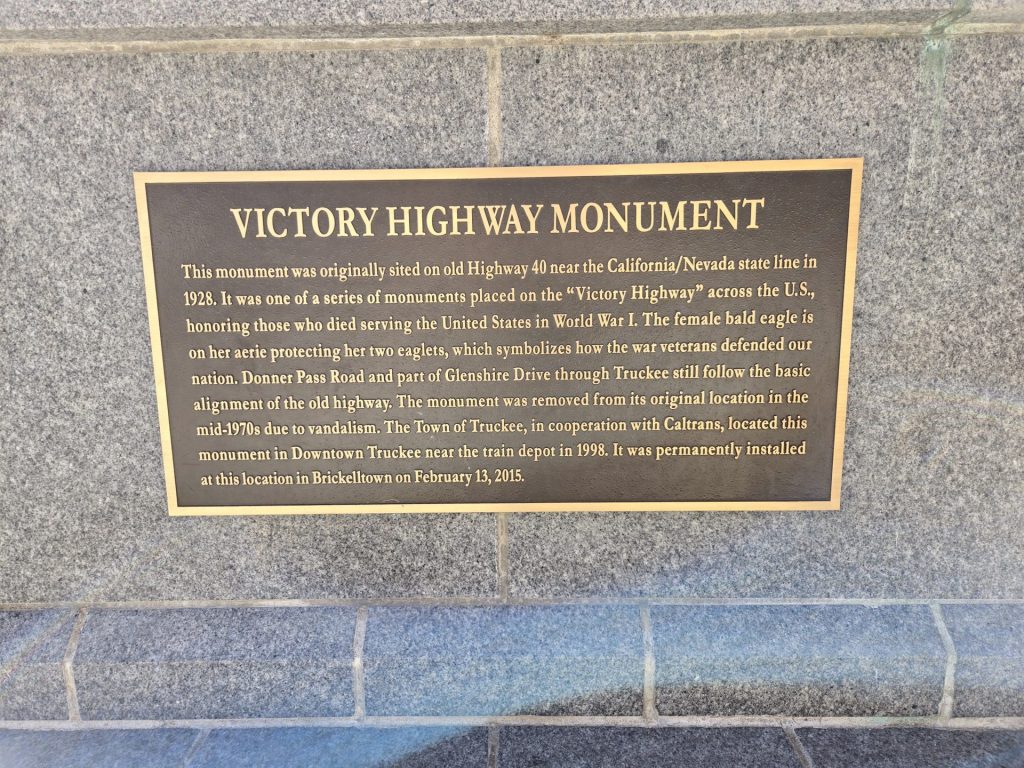 VICTORY HIGHWAY MONUMENT
This monument was originally sited on old Highway 40 near the California/Nevada state line in
1928. It was one of a series of monuments placed on the “Victory Highway” across the U.S.,
honoring those who died serving the United States in World War I. The female bald eagle is
on her aerie protecting her two eaglets, which symbolizes how the war veterans defended our
nation. Donner Pass Road and part of Glenshire Drive through Truckee still follow the basic
alignment of the old highway. The monument was removed from its original location in the
mid-1970s due to vandalism. The Town of Truckee, in cooperation with Caltrans, located this
monument in Downtown Truckee near the train depot in 1998. It was permanently installed
at this location in Brickelltown on February 13, 2015.